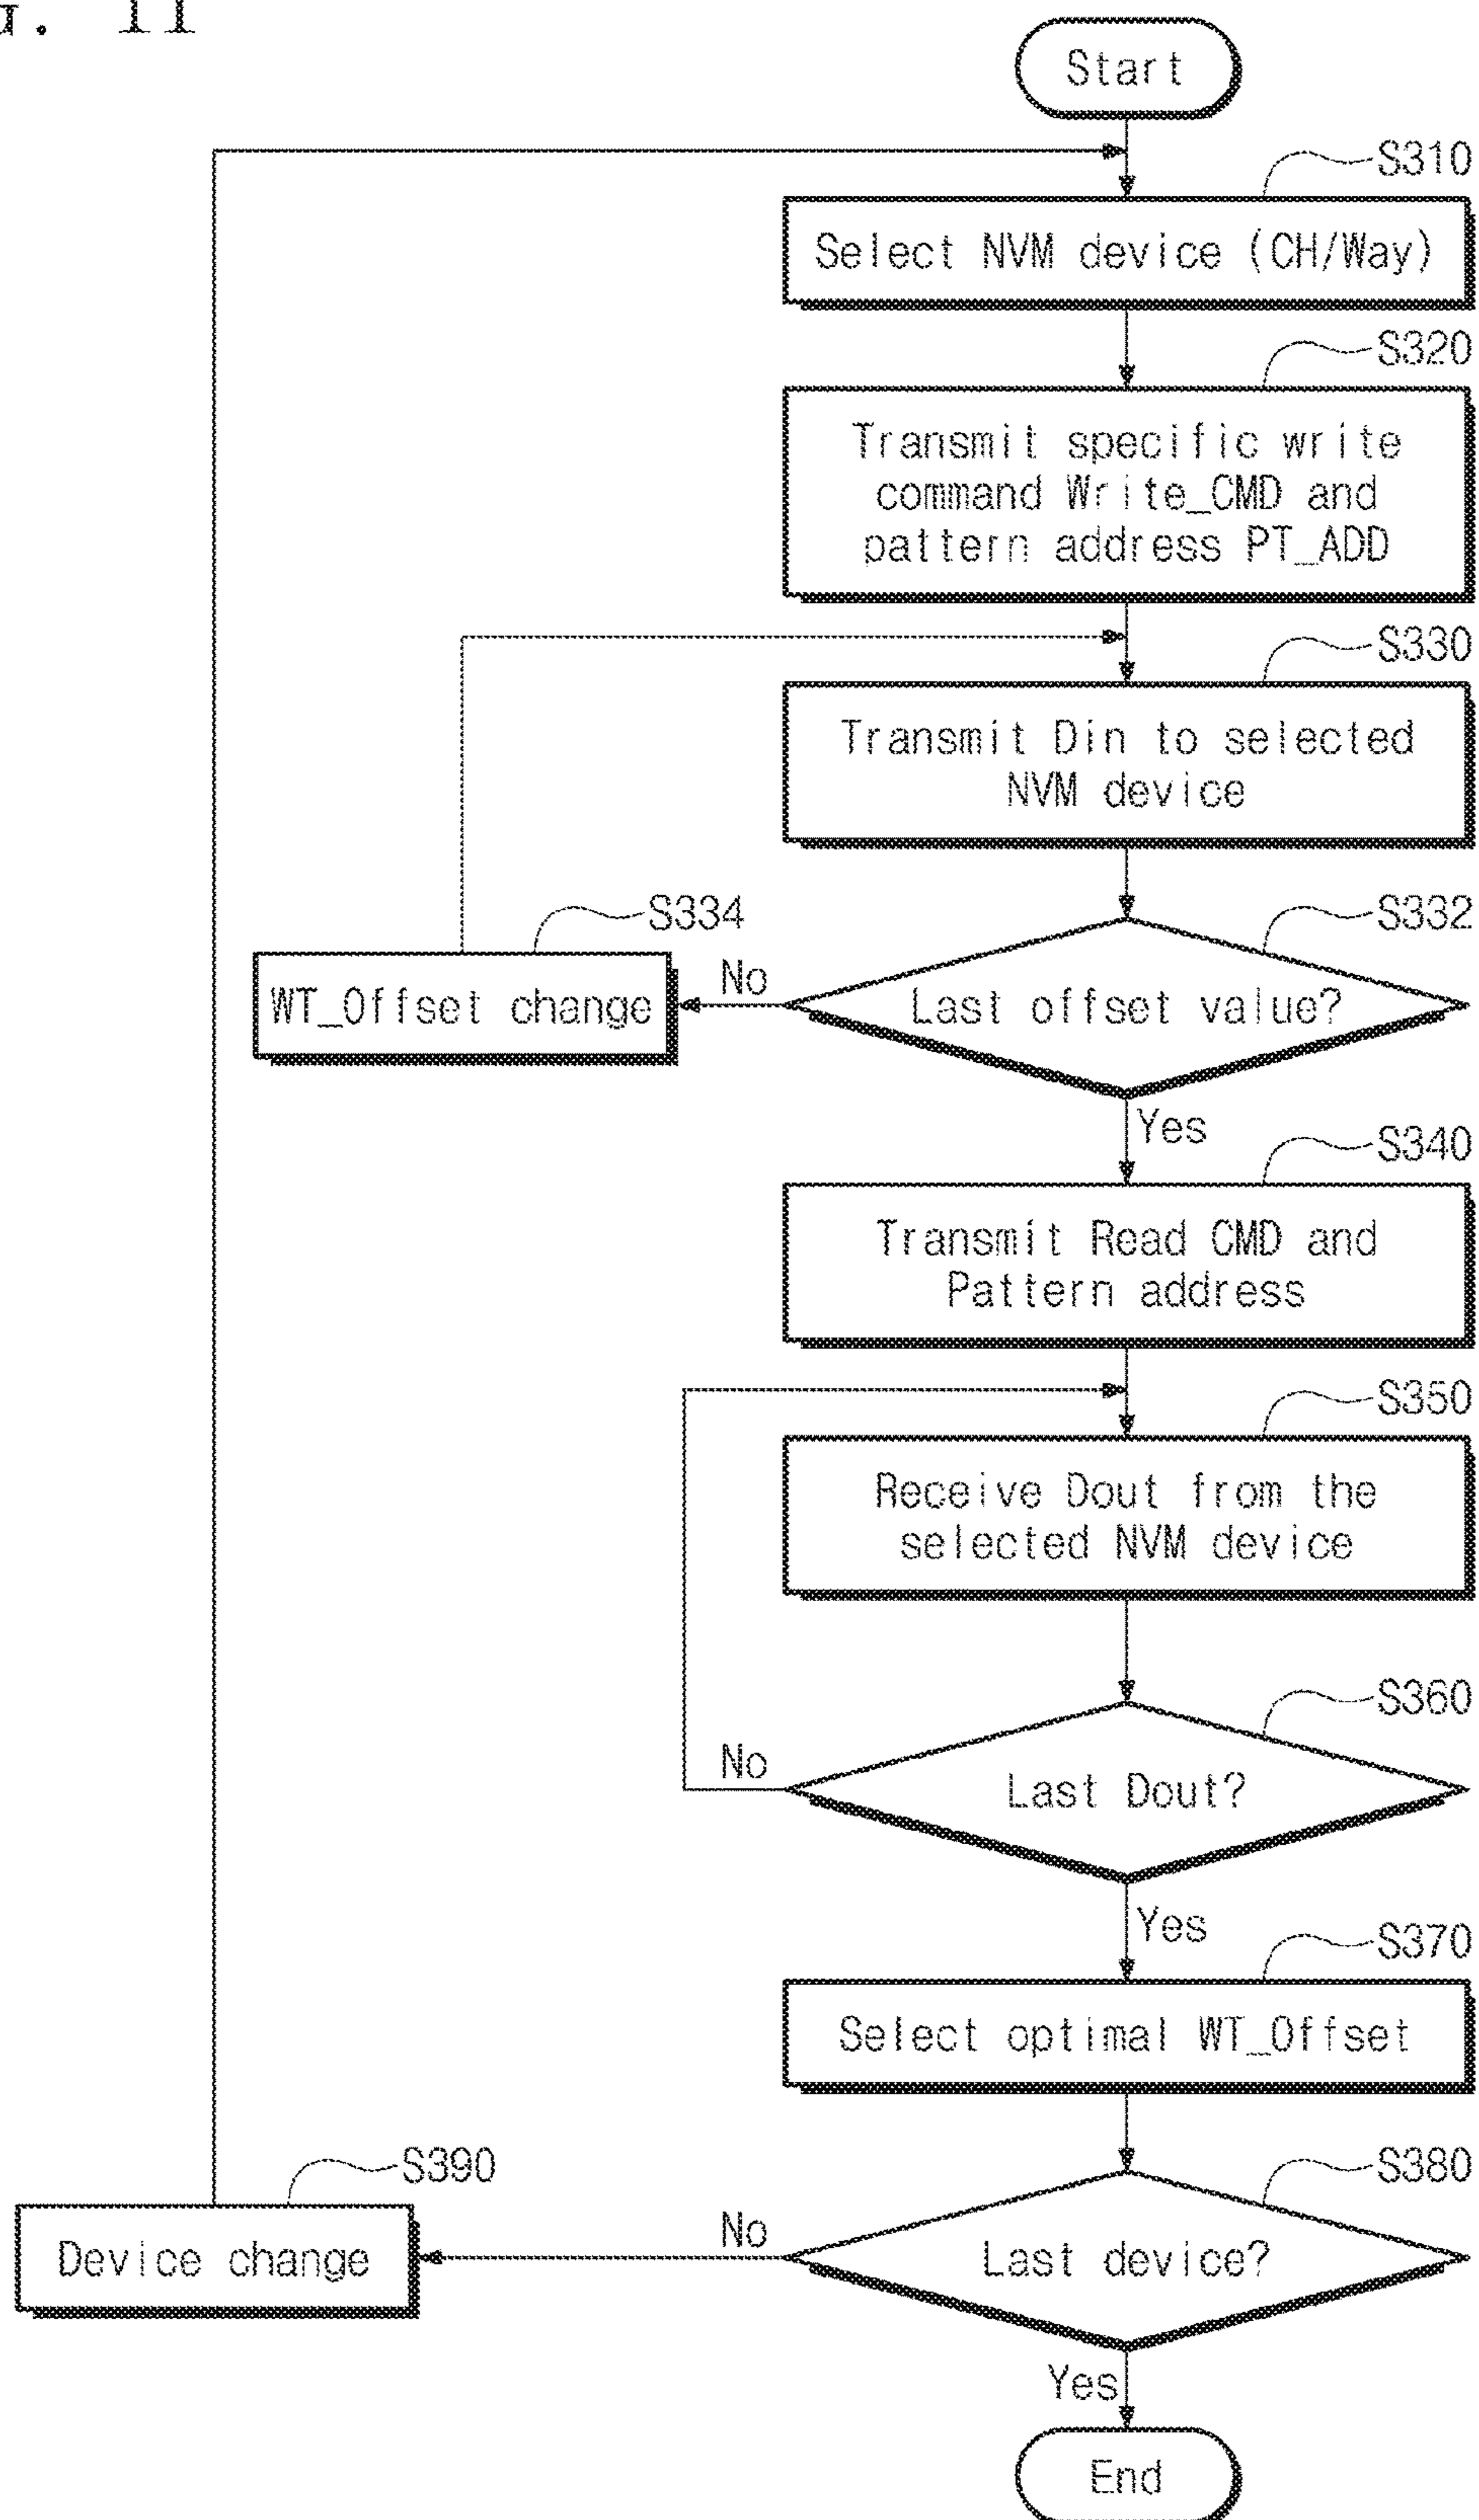 G. 11
Start
S310
Select NVM device (CH/Way)
S320
Transmit specific write
command Write_CMD and
pattern address PT_ADD
S330
Transmit Din to selected
NVM device
S334
S332
WT_Offset change
No
Last offset value?
Yes
S340
Transmit Read CMD and
Pattern address
S350
Receive Dout from the
selected NVM device
S360
No
Last Dout?
Yes
S370
Select optimal WT_Offset
S390
S380
Device change
No
Last device?
Yes
End